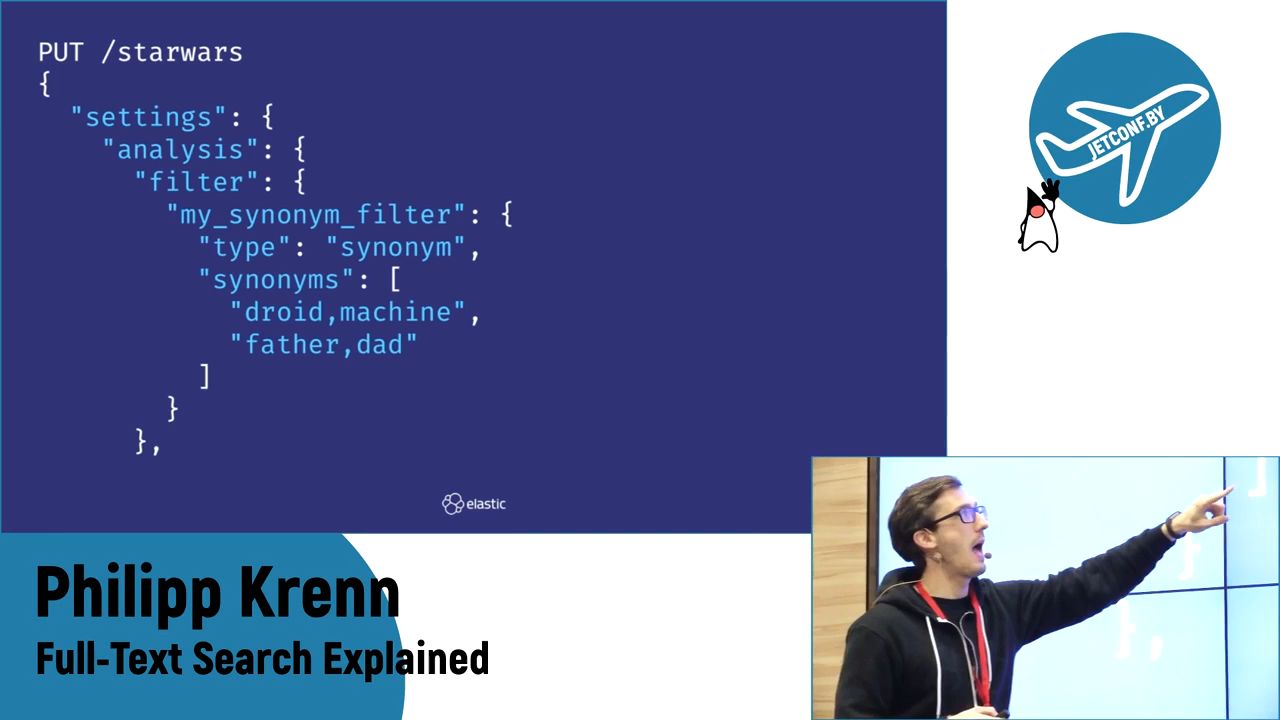 PUT /starwars
{
"settings": {
"analysis": {
"filter": {
"my_synonym_filter": {
"type": "synonym",
"synonyms": [
"droid,machine",
"father,dad"
]
}
},
elastic
JETCONF.BY
Philipp Krenn
Full-Text Search Explained
]
}
},